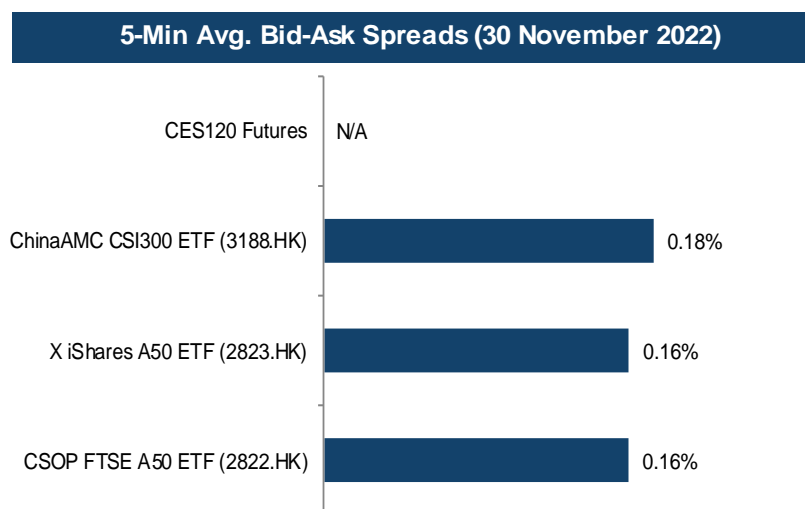 5-Min Avg. Bid-Ask Spreads (30 November 2022)
CES120 Futures N/A
ChinaAMC CSI300 ETF (3188.HK) 0.18%
X iShares A50 ETF (2823.HK) 0.16%
CSOP FTSE A50 ETF (2822.HK) 0.16%